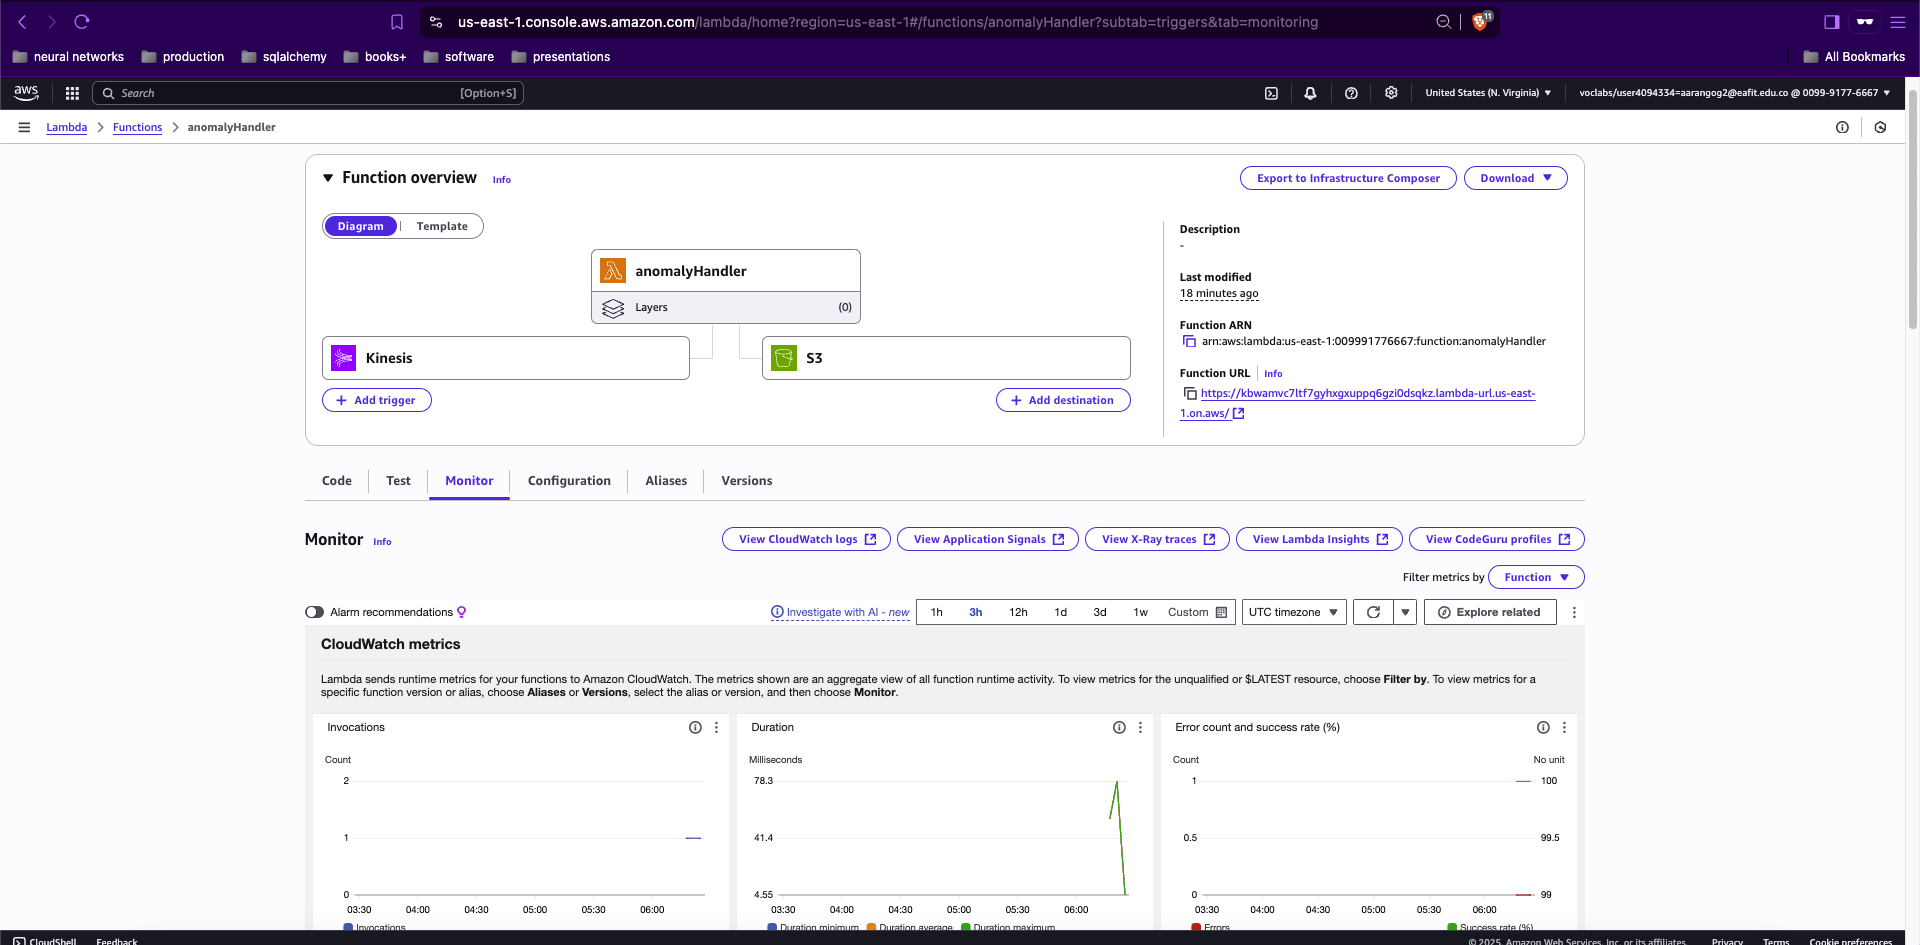 us-east-1.console.aws.amazon.com/lambda/home?region=us-east-1#/functions/anomalyHandler?subtab=triggers&tab=monitoring
11
neural networks
production
sqlalchemy
books+
software
presentations
All Bookmarks
aws
Search
[Option+S]
United States (N. Virginia)
voclabs/user4094334=aarangog2@eafit.edu.co @ 0099-9177-6667
Lambda
Functions
anomalyHandler
Function overview
Info
Export to Infrastructure Composer
Download
Diagram
Template
anomalyHandler
Layers
(0)
Kinesis
S3
Add trigger
Add destination
Description
-
Last modified
18 minutes ago
Function ARN
arn:aws:lambda:us-east-1:009991776667:function:anomalyHandler
Function URL
Info
https://kbwamvc7ltf7gyhxgxuppq6gzi0dsqkz.lambda-url.us-east-
1.on.aws/
Code
Test
Monitor
Configuration
Aliases
Versions
Monitor
Info
View CloudWatch logs
View Application Signals
View X-Ray traces
View Lambda Insights
View CodeGuru profiles
Filter metrics by
Function
Alarm recommendations
Investigate with AI - new
1h
3h
12h
1d
3d
1w
Custom
UTC timezone
Explore related
CloudWatch metrics
Lambda sends runtime metrics for your functions to Amazon CloudWatch. The metrics shown are an aggregate view of all function runtime activity. To view metrics for the unqualified or $LATEST resource, choose Filter by. To view metrics for a
specific function version or alias, choose Aliases or Versions, select the alias or version, and then choose Monitor.
Invocations
Count
2
1
0
03:30 04:00 04:30 05:00 05:30 06:00
Invocations
Duration
Milliseconds
78.3
41.4
4.55
03:30 04:00 04:30 05:00 05:30 06:00
Duration minimum
Duration average
Duration maximum
Error count and success rate (%)
Count
No unit
1
100
0.5
99.5
0
99
03:30 04:00 04:30 05:00 05:30 06:00
Errors
Success rate (%)
CloudShell
Feedback
© 2025, Amazon Web Services, Inc. or its affiliates.
Privacy
Terms
Cookie preferences